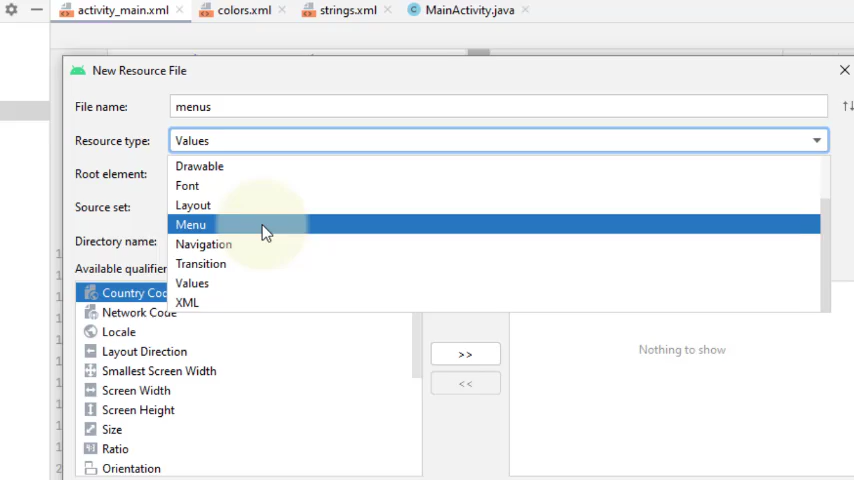 activity_main.xml colors.xml strings.xml MainActivity.java
New Resource File
File name: menus
Resource type: Values
Drawable
Root element:
Font
Layout
Source set:
Menu
Directory name:
Navigation
Transition
Available qualifier
Values
Country Cod
XML
Network Code
Locale
Layout Direction
Smallest Screen Width
Screen Width
Screen Height
Size
Ratio
Orientation
>>
<<
Nothing to show